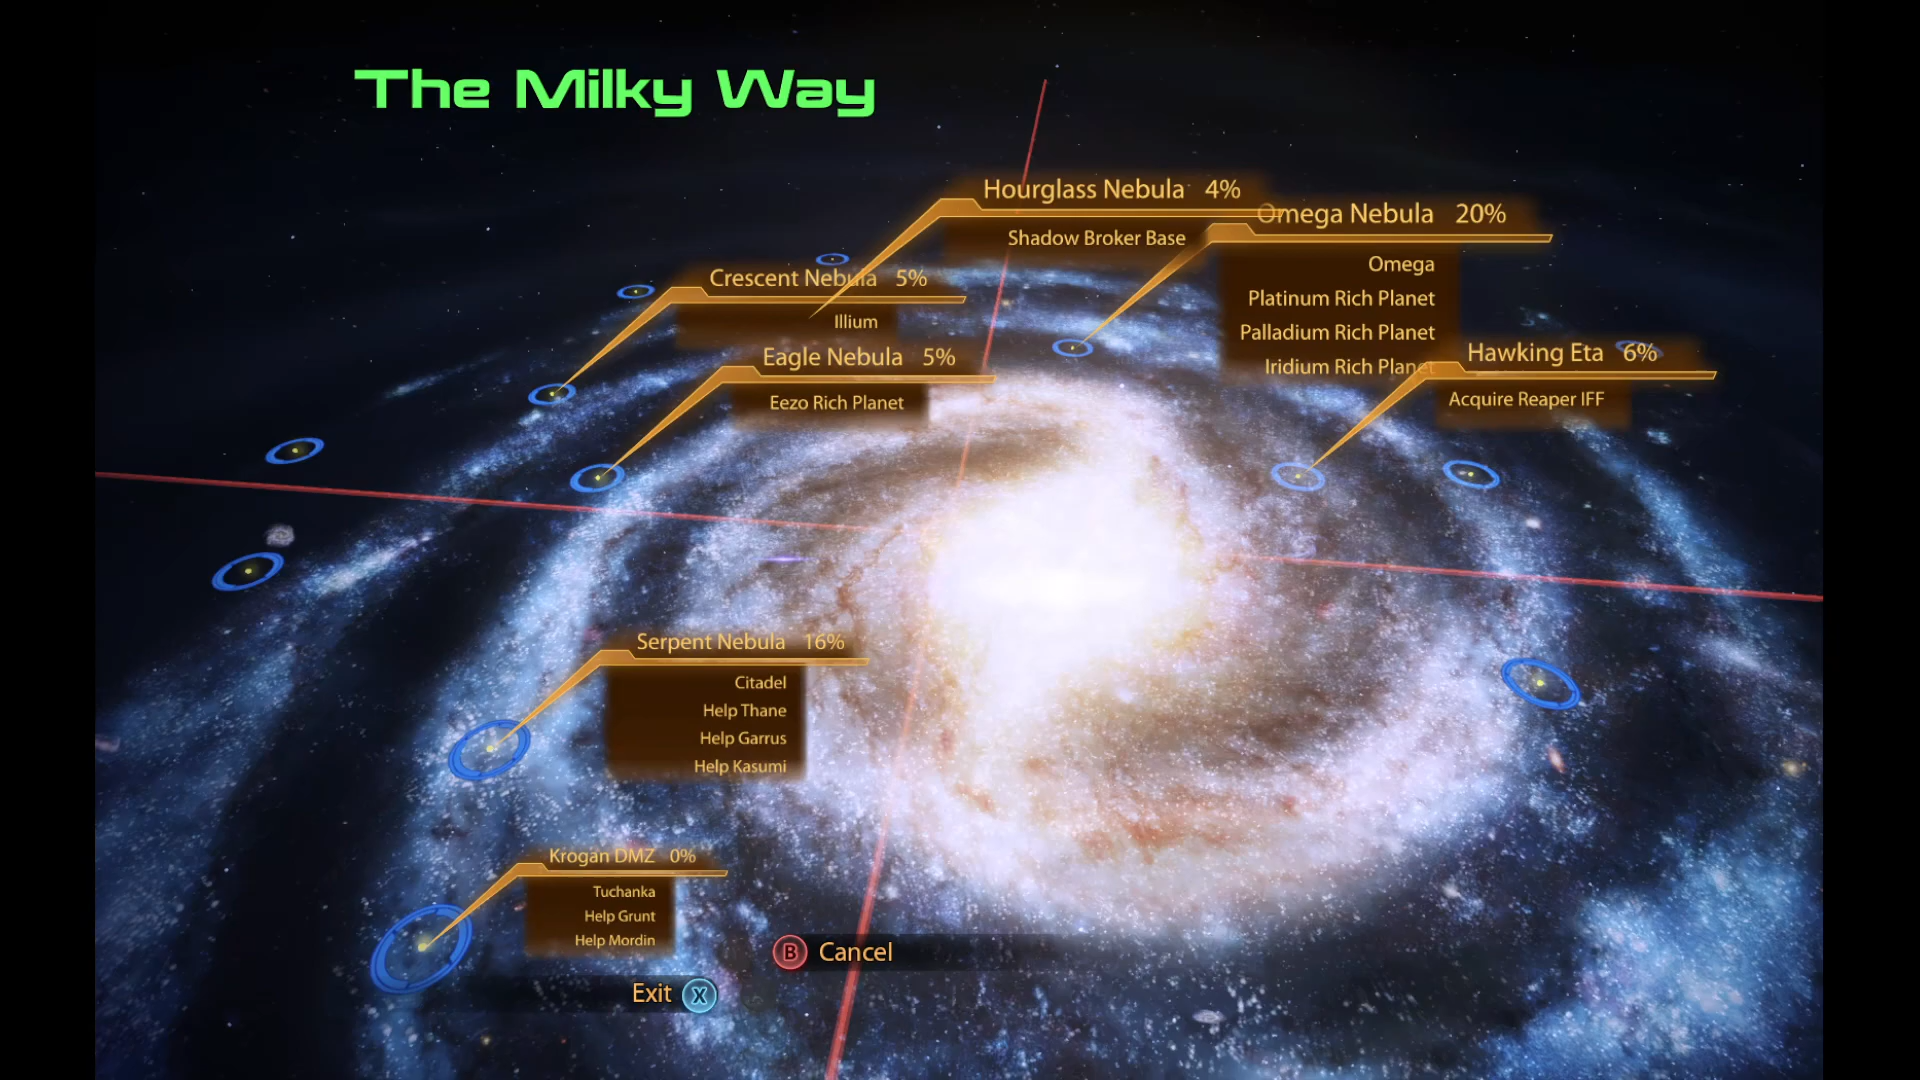 The Milky Way
Hourglass Nebula 4%
Shadow Broker Base
Omega Nebula 20%
Omega
Platinum Rich Planet
Palladium Rich Planet
Iridium Rich Planet
Crescent Nebula 5%
Illium
Eagle Nebula 5%
Eezo Rich Planet
Hawking Eta 6%
Acquire Reaper IFF
Serpent Nebula 16%
Citadel
Help Thane
Help Garrus
Help Kasumi
Krogan DMZ 0%
Tuchanka
Help Grunt
Help Mordin
B Cancel
Exit X